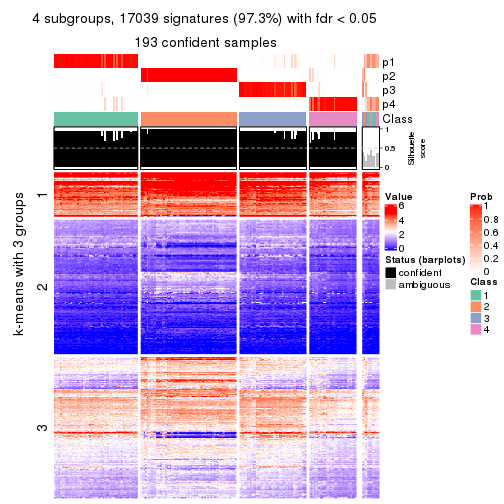 4 subgroups, 17039 signatures (97.3%) with fdr < 0.05
193 confident samples
p1
p2
p3
p4
Class
1
0.5
0
Silhouette
score
k-means with 3 groups
1
2
3
Value
6
4
2
0
Status (barplots)
confident
ambiguous
Prob
1
0.8
0.6
0.4
0.2
0
Class
1
2
3
4